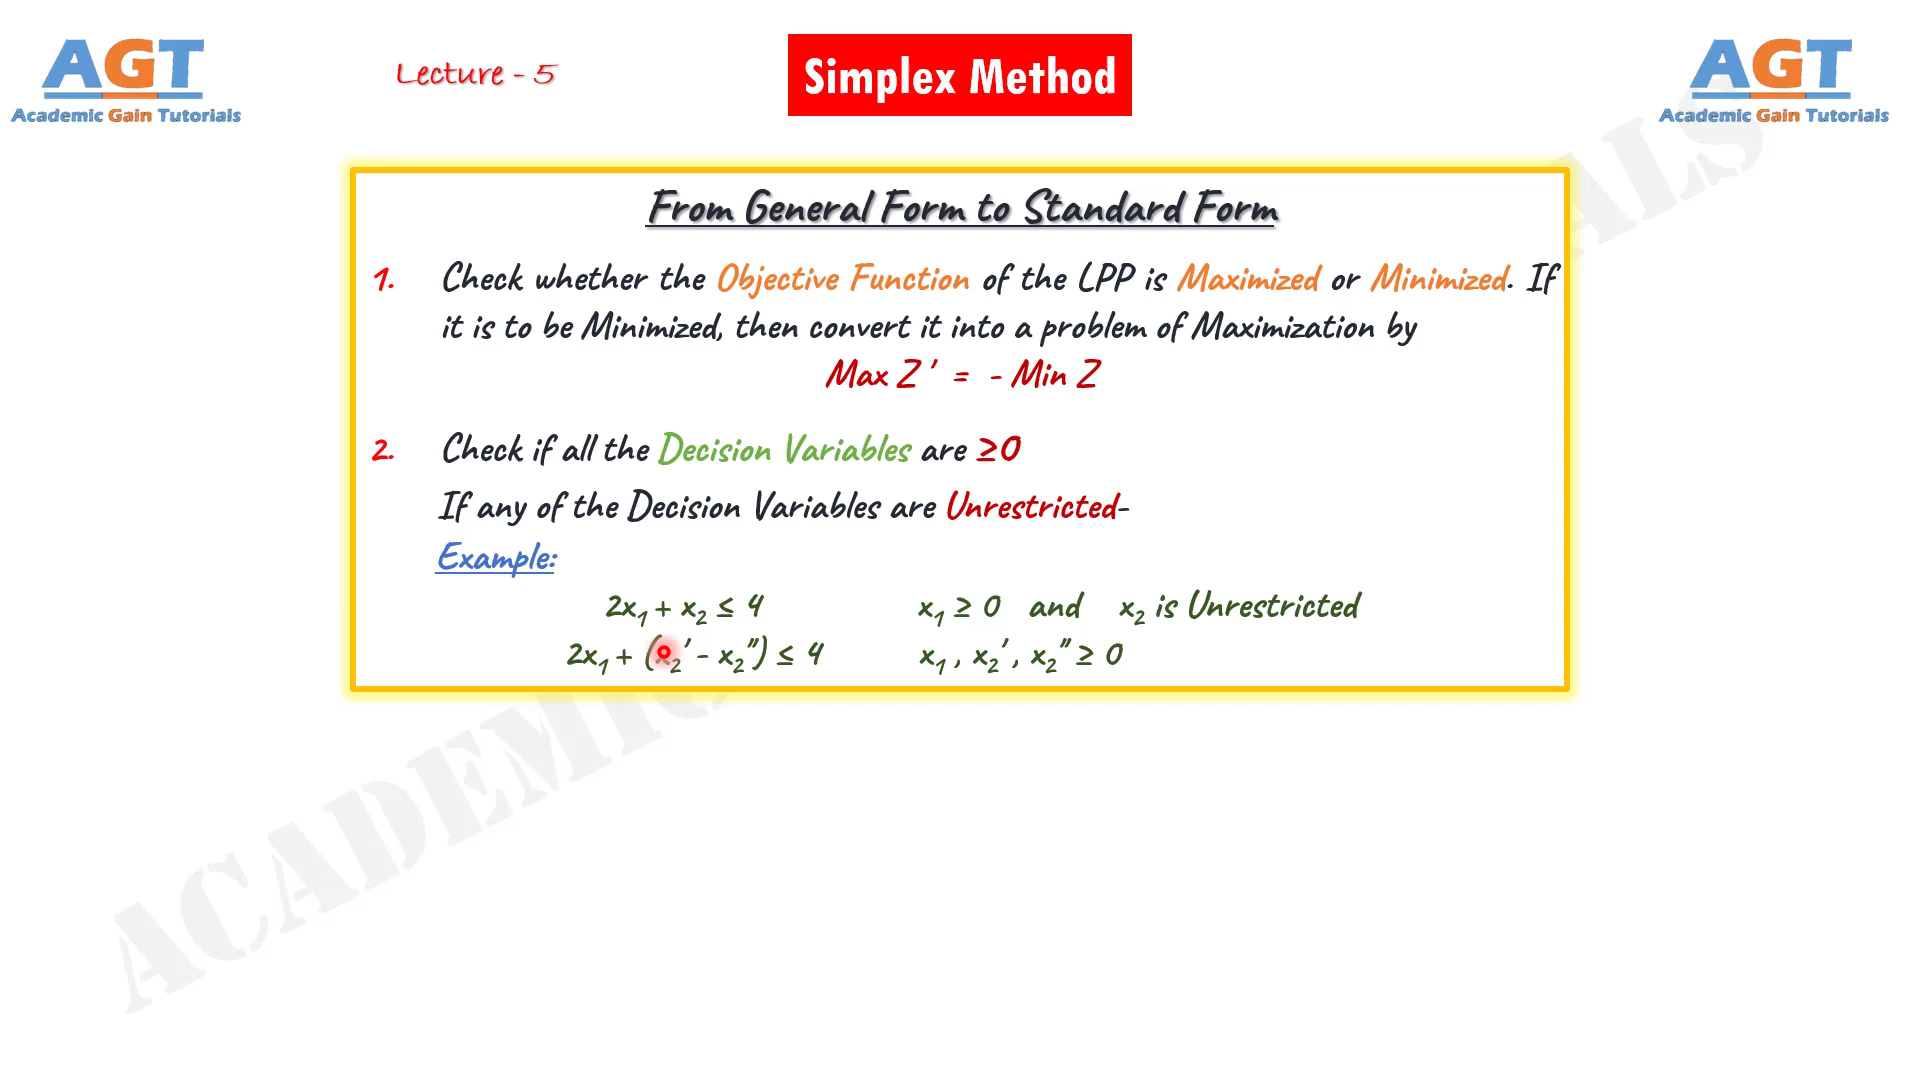 AGT
Academic Gain Tutorials
Lecture - 5
Simplex Method
AGT
Academic Gain Tutorials
From General Form to Standard Form
1. Check whether the Objective Function of the LPP is Maximized or Minimized. If
it is to be Minimized, then convert it into a problem of Maximization by
Max Z ' = - Min Z
2. Check if all the Decision Variables are ≥0
If any of the Decision Variables are Unrestricted-
Example:
2x₁ + x₂ ≤ 4 x₁ ≥ 0 and x₂ is Unrestricted
2x₁ + (x₂' - x₂'') ≤ 4 x₁ , x₂' , x₂'' ≥ 0